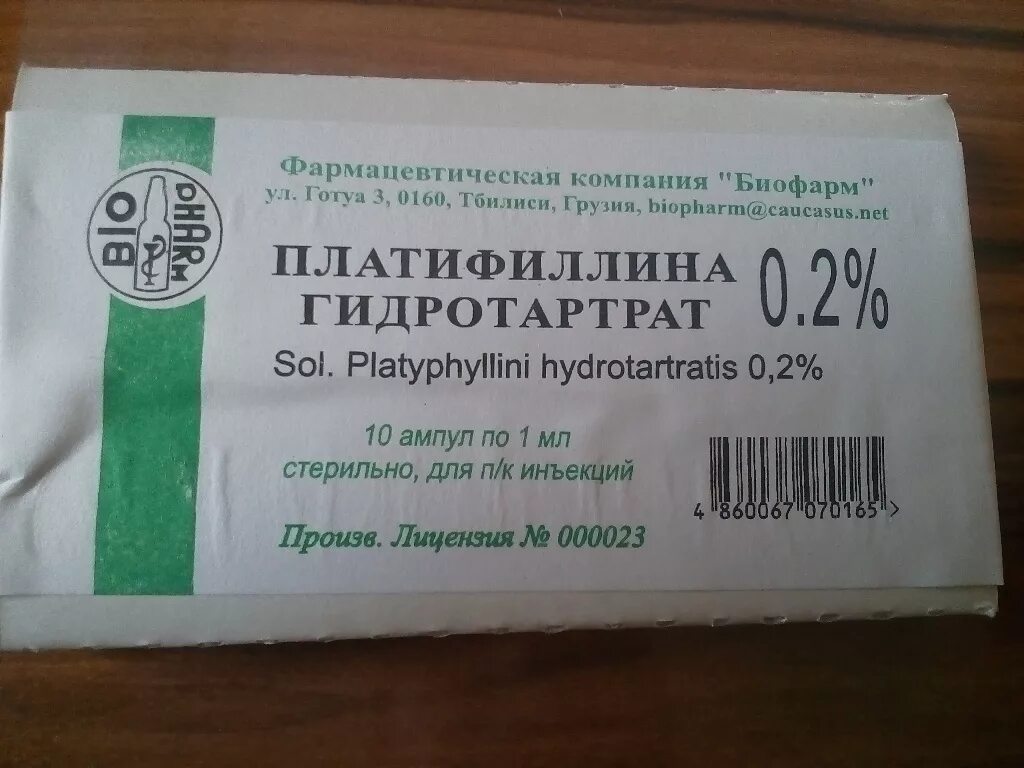 BIO
PHARM
Фармацевтическая компания "Биофарм"
ул. Готуа 3, 0160, Тбилиси, Грузия, biopharm@caucasus.net
ПЛАТИФИЛЛИНА
ГИДРОТАРТРАТ
0.2%
Sol. Platyphyllini hydrotartratis 0,2%
10 ампул по 1 мл
стерильно, для п/к инъекций
Произв. Лицензия № 000023
4 860067 070165 >